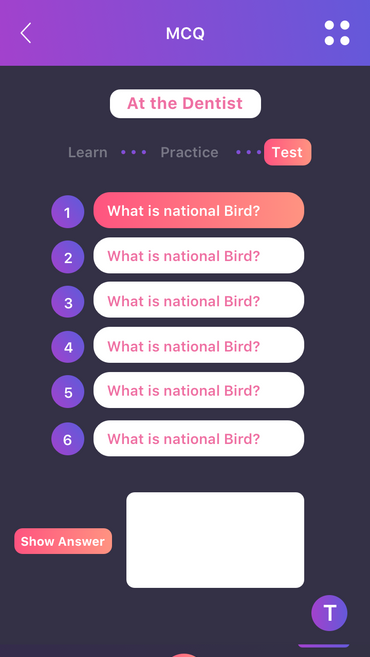 MCQ
At the Dentist
Learn Practice Test
1 What is national Bird?
2 What is national Bird?
3 What is national Bird?
4 What is national Bird?
5 What is national Bird?
6 What is national Bird?
Show Answer
T